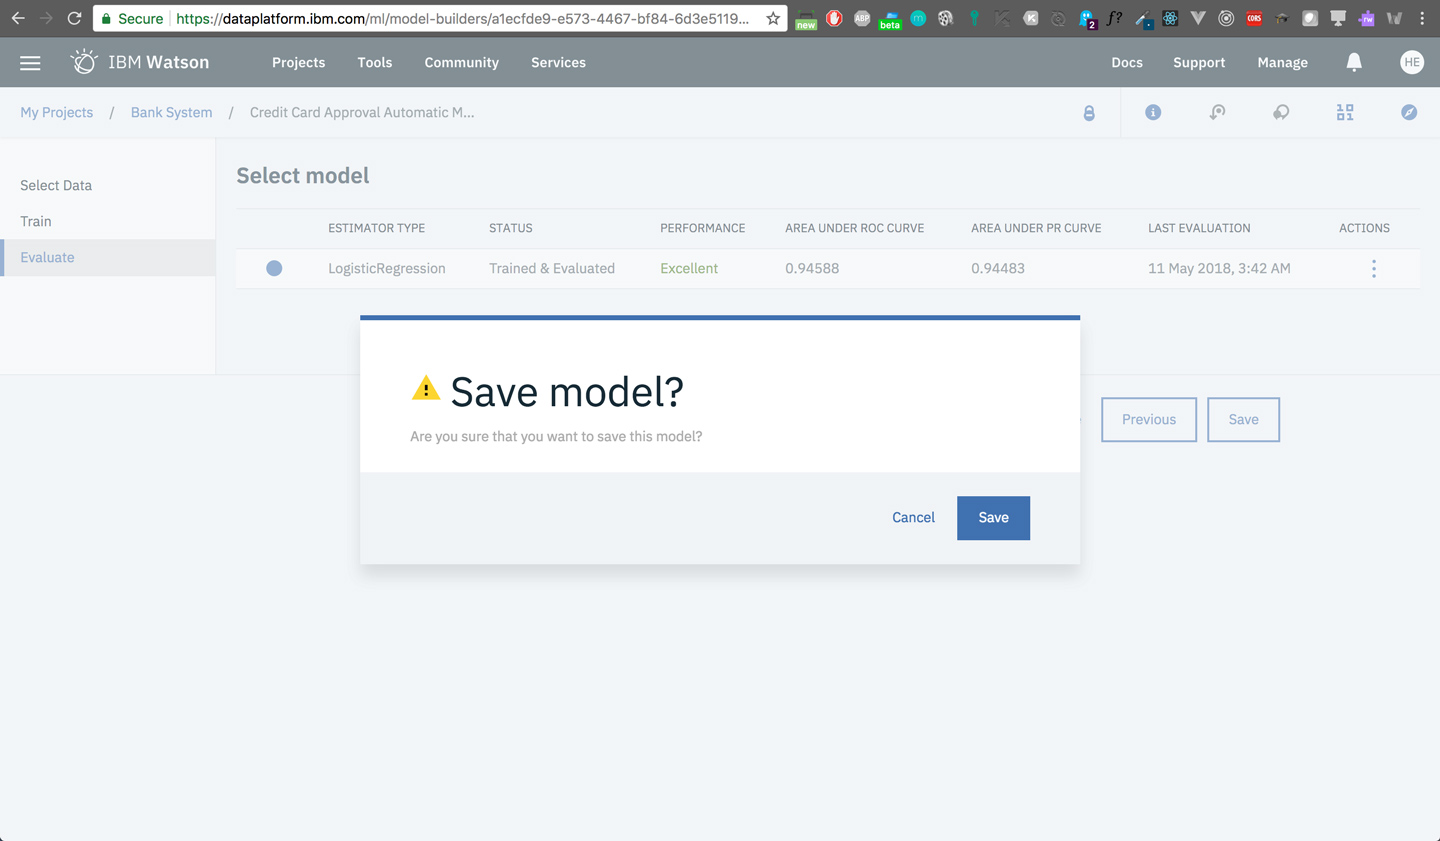 Secure https://dataplatform.ibm.com/ml/model-builders/a1ecfde9-e573-4467-bf84-6d3e5119...
new ABP beta m 2 f? CORS rw
IBM Watson Projects Tools Community Services Docs Support Manage HE
My Projects / Bank System / Credit Card Approval Automatic M...
Select Data
Train
Evaluate
Select model
ESTIMATOR TYPE STATUS PERFORMANCE AREA UNDER ROC CURVE AREA UNDER PR CURVE LAST EVALUATION ACTIONS
LogisticRegression Trained & Evaluated Excellent 0.94588 0.94483 11 May 2018, 3:42 AM
Save model?
Are you sure that you want to save this model?
Cancel Save
Previous Save